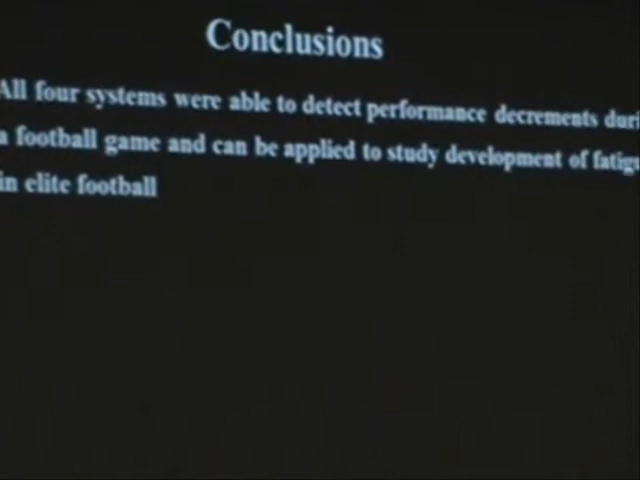 Conclusions
All four systems were able to detect performance decrements duri
a football game and can be applied to study development of fatigu
in elite football